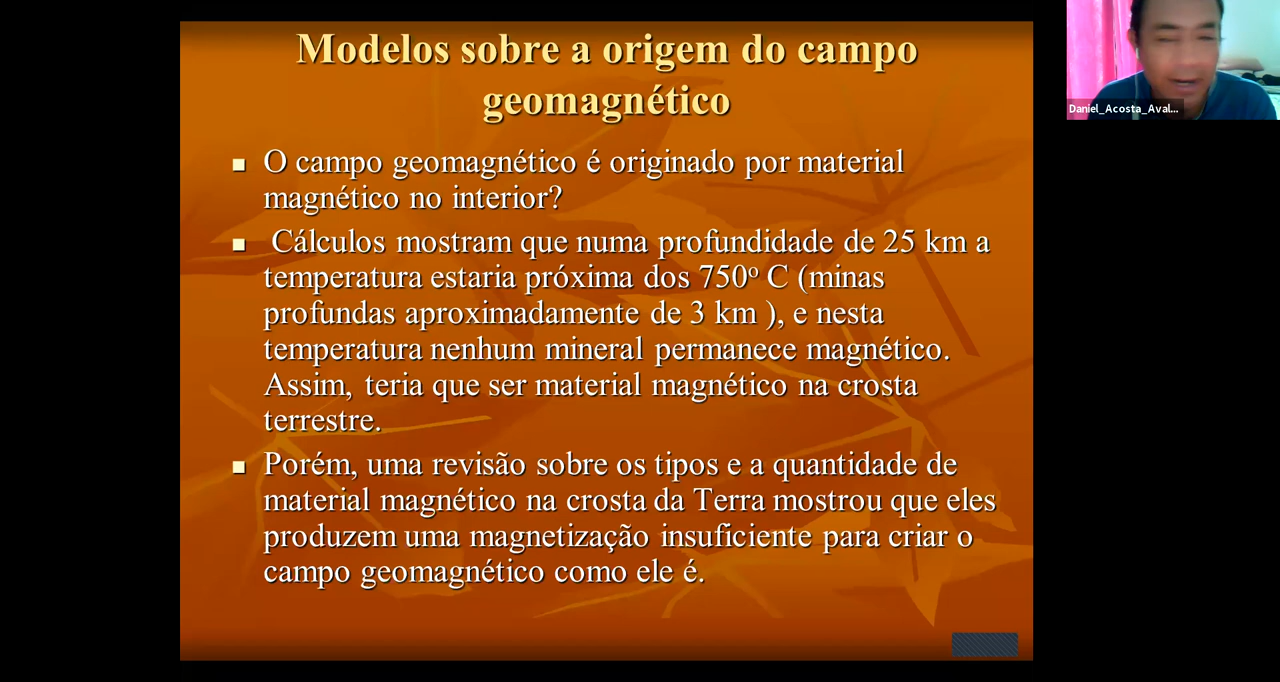 Modelos sobre a origem do campo
geomagnético
O campo geomagnético é originado por material
magnético no interior?
Cálculos mostram que numa profundidade de 25 km a
temperatura estaria próxima dos 750º C (minas
profundas aproximadamente de 3 km ), e nesta
temperatura nenhum mineral permanece magnético.
Assim, teria que ser material magnético na crosta
terrestre.
Porém, uma revisão sobre os tipos e a quantidade de
material magnético na crosta da Terra mostrou que eles
produzem uma magnetização insuficiente para criar o
campo geomagnético como ele é.
Daniel_Acosta_Aval...